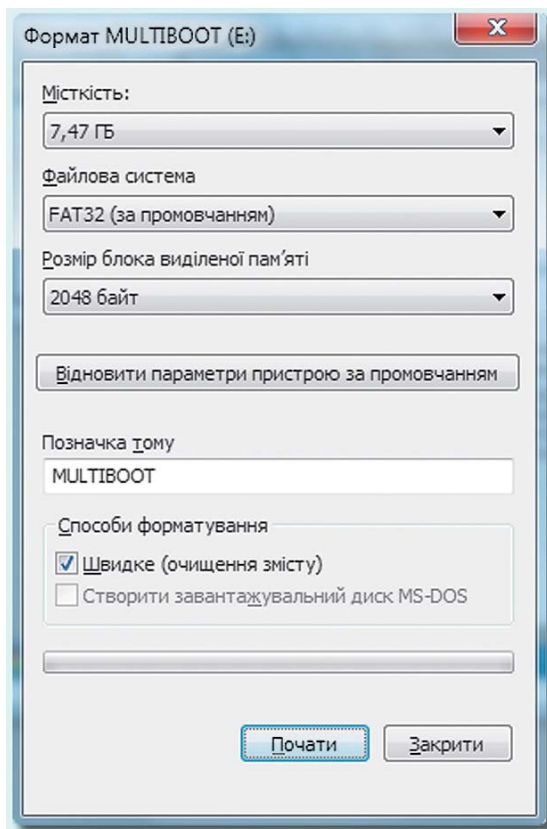 Формат MULTIBOOT (E:)
Місткість:
7,47 ГБ
Файлова система
FAT32 (за промовчанням)
Розмір блока виділеної пам'яті
2048 байт
Відновити параметри пристрою за промовчанням
Позначка тому
MULTIBOOT
Способи форматування
Швидке (очищення змісту)
Створити завантажувальний диск MS-DOS
Почати
Закрити